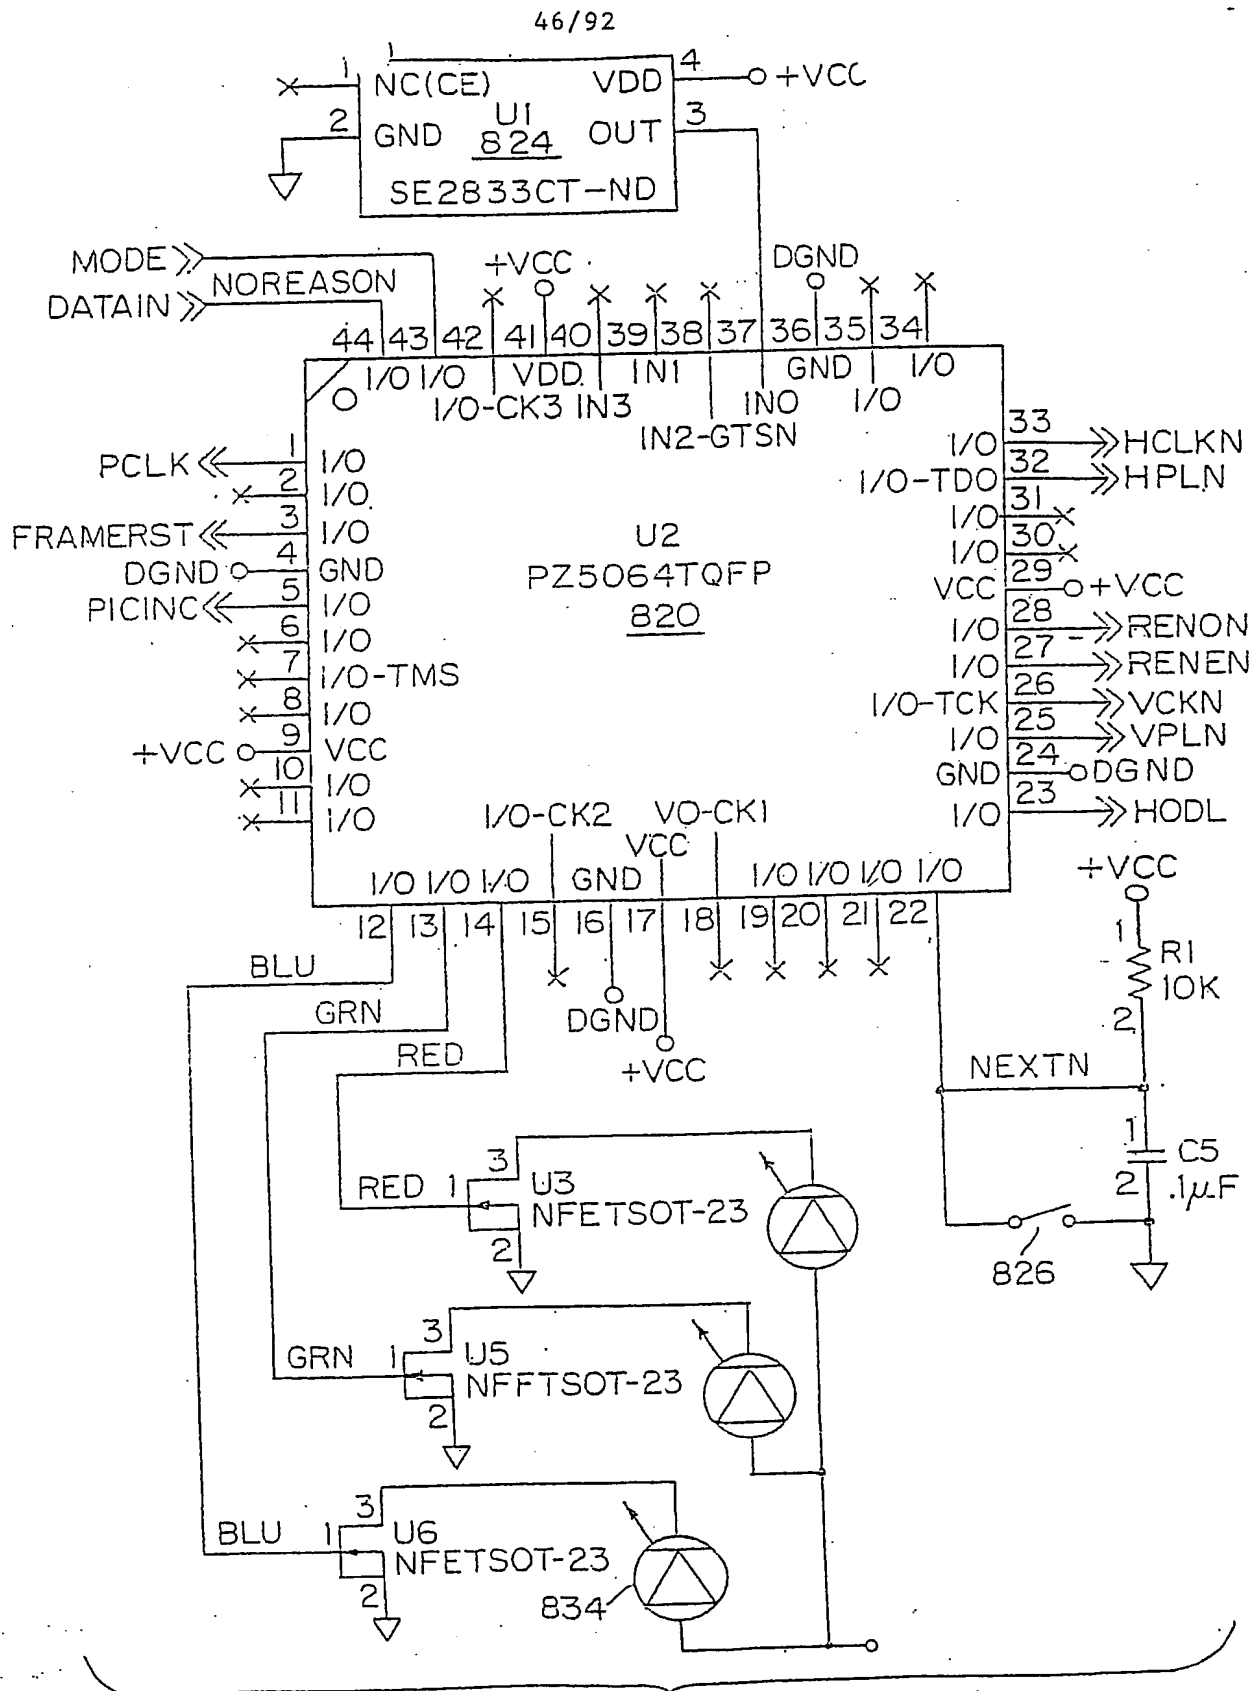 46/92
1 NC(CE) VDD 4 +VCC
2 GND U1 OUT 3
824
SE2833CT-ND
MODE
DATAIN NOREASON
+VCC DGND
44 43 42 41 40 39 38 37 36 35 34
I/O I/O VDD IN1 GND I/O
I/O-CK3 IN3 IN0 I/O
IN2-GTSN
PCLK 1 I/O
2 I/O
FRAMERST 3 I/O
DGND 4 GND
PICINC 5 I/O
6 I/O
7 I/O-TMS
8 I/O
+VCC 9 VCC
10 I/O
11 I/O
U2
PZ5064TQFP
820
I/O 33 HCLKN
I/O-TDO 32 HPLN
I/O 31
I/O 30
VCC 29 +VCC
I/O 28 RENON
I/O 27 RENEN
I/O-TCK 26 VCKN
I/O 25 VPLN
GND 24 DGND
I/O 23 HODL
I/O-CK2 I/O-CK1
VCC
I/O I/O I/O GND I/O I/O I/O I/O
12 13 14 15 16 17 18 19 20 21 22
BLU
GRN
RED
DGND
+VCC
+VCC
1 R1
10K
2
NEXTN
1 C5
2 .1µF
826
RED 1 3 U3
NFETSOT-23
2
GRN 1 3 U5
NFFTSOT-23
2
BLU 1 3 U6
NFETSOT-23
2
834